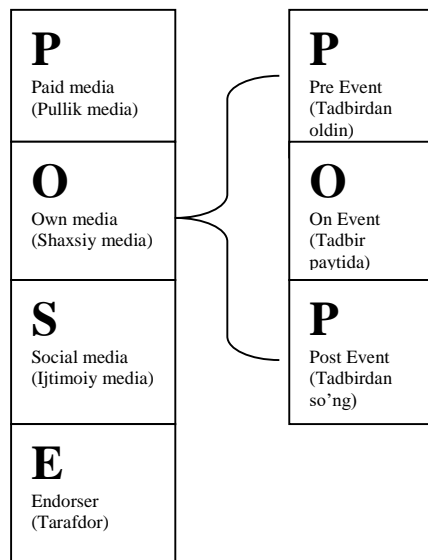 P
Paid media
(Pullik media)
O
Own media
(Shaxsiy media)
S
Social media
(Ijtimoiy media)
E
Endorser
(Tarafdor)
P
Pre Event
(Tadbirdan
oldin)
O
On Event
(Tadbir
paytida)
P
Post Event
(Tadbirdan
so’ng)